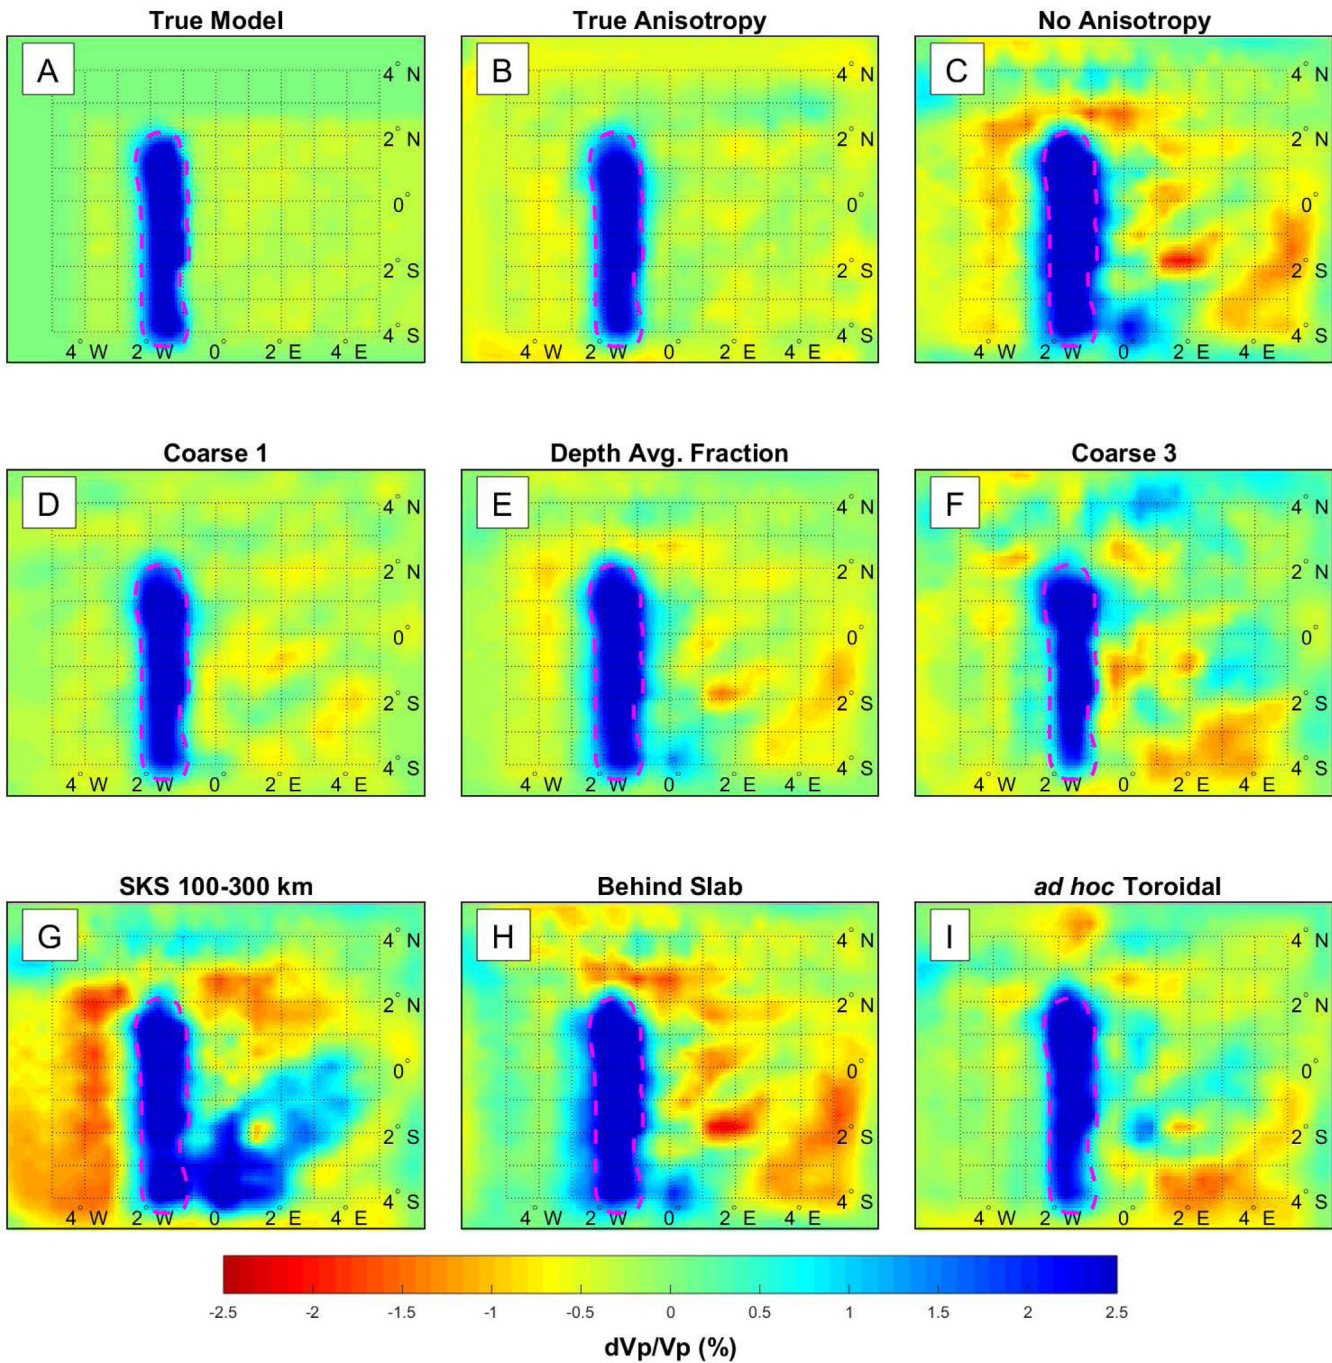 True Model True Anisotropy No Anisotropy
A B C
4° N 4° N 4° N
2° N 2° N 2° N
0° 0° 0°
2° S 2° S 2° S
4° S 4° S 4° S
4° W 2° W 0° 2° E 4° E 4° W 2° W 0° 2° E 4° E 4° W 2° W 0° 2° E 4° E
Coarse 1 Depth Avg. Fraction Coarse 3
D E F
4° N 4° N 4° N
2° N 2° N 2° N
0° 0° 0°
2° S 2° S 2° S
4° S 4° S 4° S
4° W 2° W 0° 2° E 4° E 4° W 2° W 0° 2° E 4° E 4° W 2° W 0° 2° E 4° E
SKS 100-300 km Behind Slab ad hoc Toroidal
G H I
4° N 4° N 4° N
2° N 2° N 2° N
0° 0° 0°
2° S 2° S 2° S
4° S 4° S 4° S
4° W 2° W 0° 2° E 4° E 4° W 2° W 0° 2° E 4° E 4° W 2° W 0° 2° E 4° E
-2.5 -2 -1.5 -1 -0.5 0 0.5 1 1.5 2 2.5
dVp/Vp (%)